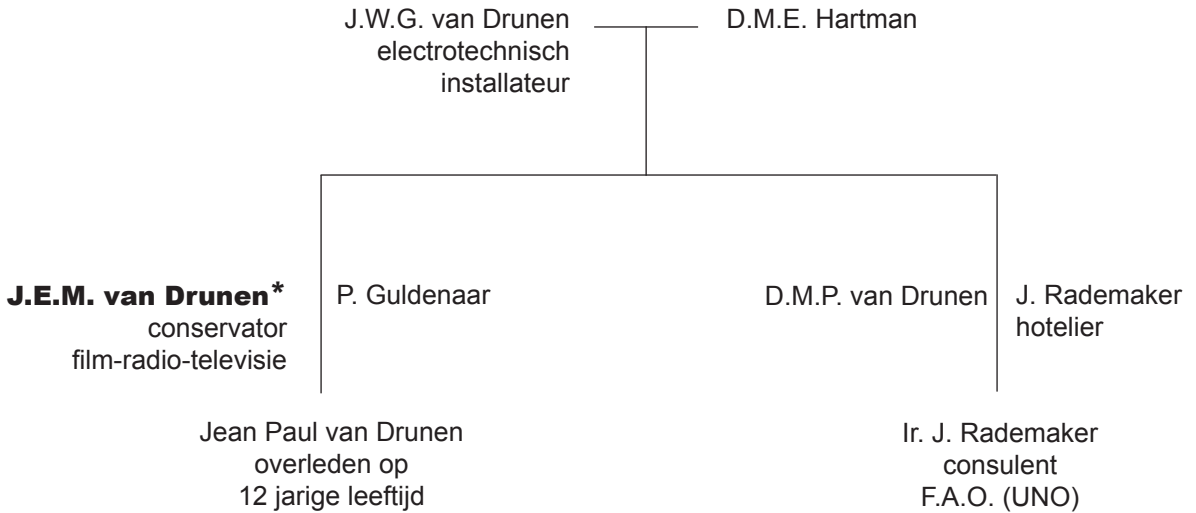 J.W.G. van Drunen
electrotechnisch
installateur
D.M.E. Hartman
J.E.M. van Drunen*
conservator
film-radio-televisie
P. Guldenaar
D.M.P. van Drunen
J. Rademaker
hotelier
Jean Paul van Drunen
overleden op
12 jarige leeftijd
Ir. J. Rademaker
consulent
F.A.O. (UNO)